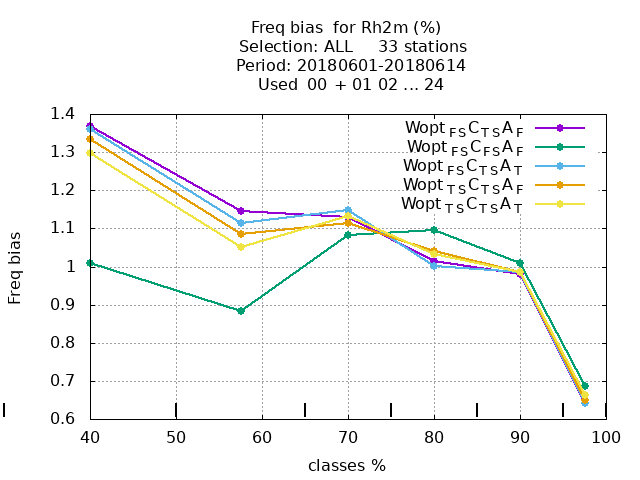 Freq bias  for Rh2m (%)
Selection: ALL     33 stations
Period: 20180601-20180614
Used  00  + 01 02 ... 24
1.4
1.3
1.2
1.1
1
0.9
0.8
0.7
0.6
Freq bias
Wopt FS C TS A F
Wopt FS C FS A F
Wopt FS C TS A T
Wopt TS C TS A F
Wopt TS C TS A T
40 50 60 70 80 90 100
classes %